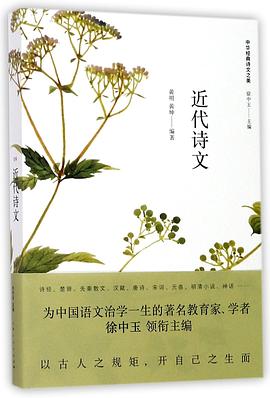 中华经典诗文之美
徐中玉——主编
黄明 黄珅——编著
近代诗文
近代诗文
诗经、楚辞、先秦散文、汉赋、唐诗、宋词、元曲、明清小说、神话……
为中国语文治学一生的著名教育家、学者
徐中玉 领衔主编
以古人之规矩，开自己之生面